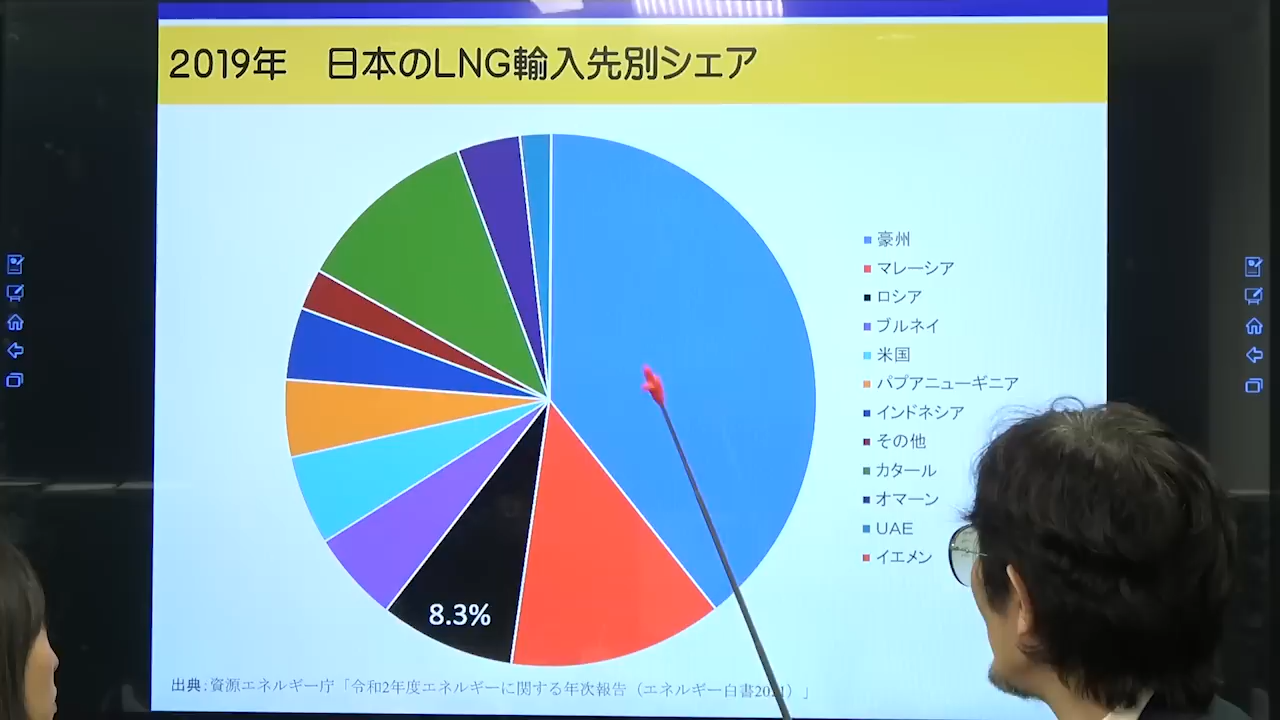 2019年 日本のLNG輸入先別シェア
豪州
マレーシア
ロシア
ブルネイ
米国
パプアニューギニア
インドネシア
その他
カタール
オマーン
UAE
イエメン
8.3%
出典:資源エネルギー庁「令和2年度エネルギーに関する年次報告(エネルギー白書2021)」